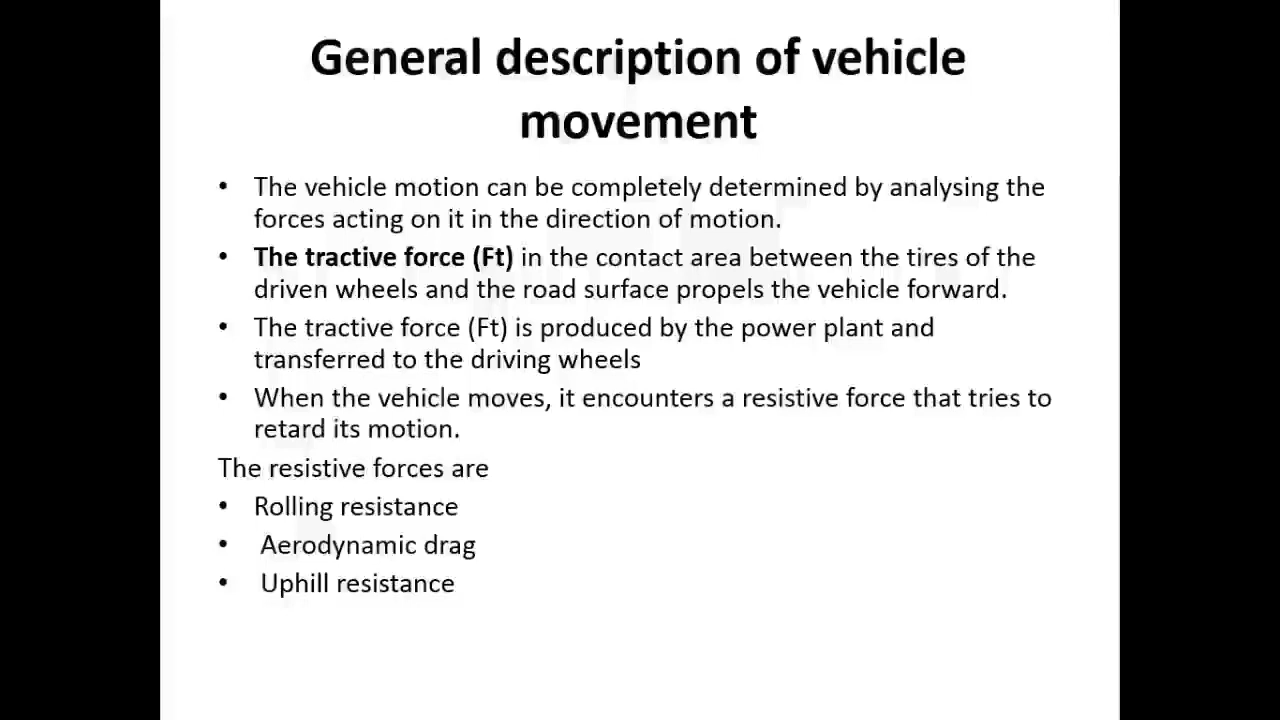 General description of vehicle
movement
• The vehicle motion can be completely determined by analysing the
forces acting on it in the direction of motion.
• The tractive force (Ft) in the contact area between the tires of the
driven wheels and the road surface propels the vehicle forward.
• The tractive force (Ft) is produced by the power plant and
transferred to the driving wheels
• When the vehicle moves, it encounters a resistive force that tries to
retard its motion.
The resistive forces are
• Rolling resistance
• Aerodynamic drag
• Uphill resistance